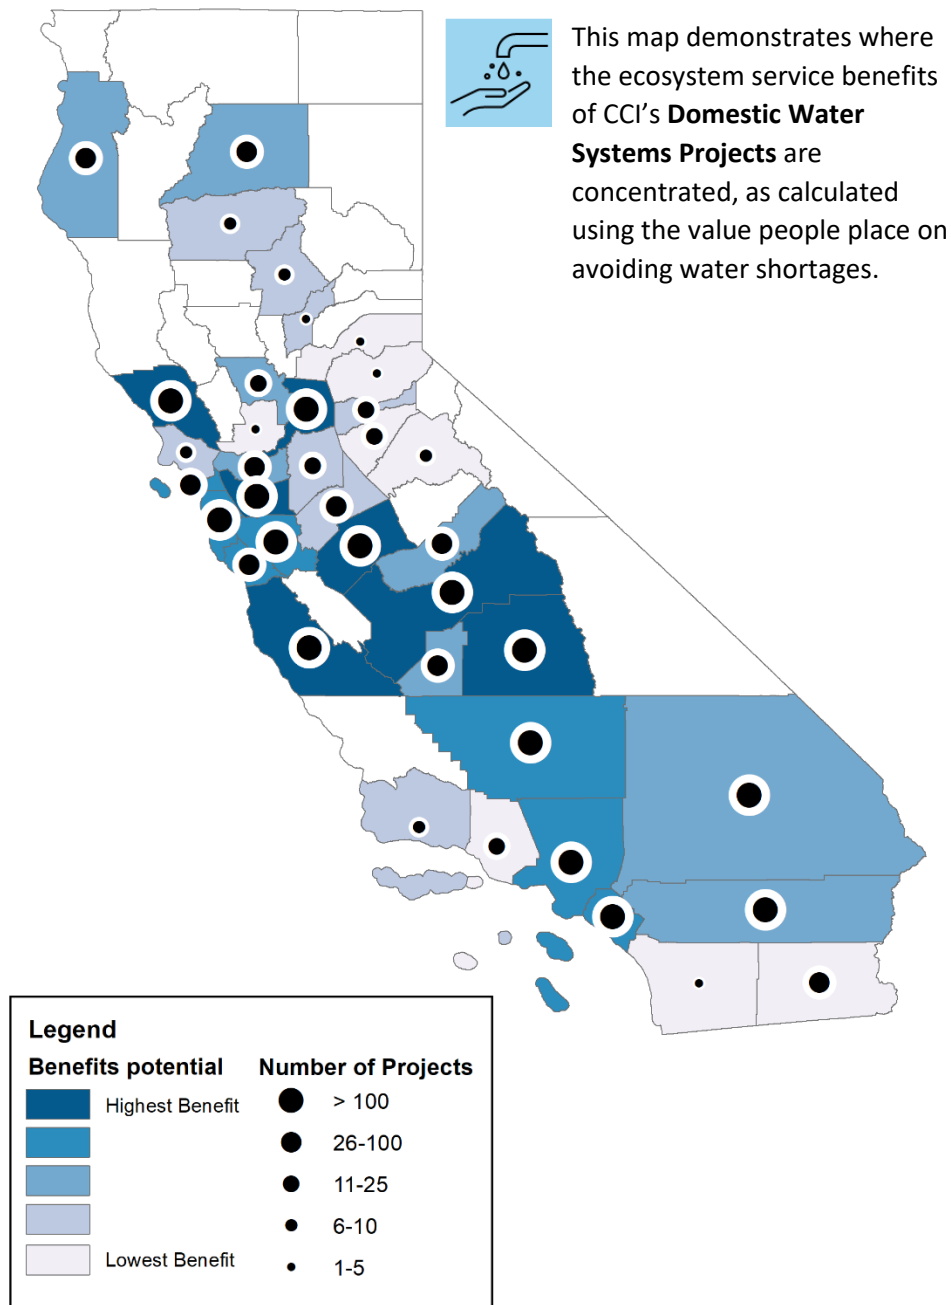 This map demonstrates where
the ecosystem service benefits
of CCI's Domestic Water
Systems Projects are
concentrated, as calculated
using the value people place on
avoiding water shortages.
Legend
Benefits potential
Highest Benefit
Lowest Benefit
Number of Projects
> 100
26-100
11-25
6-10
1-5